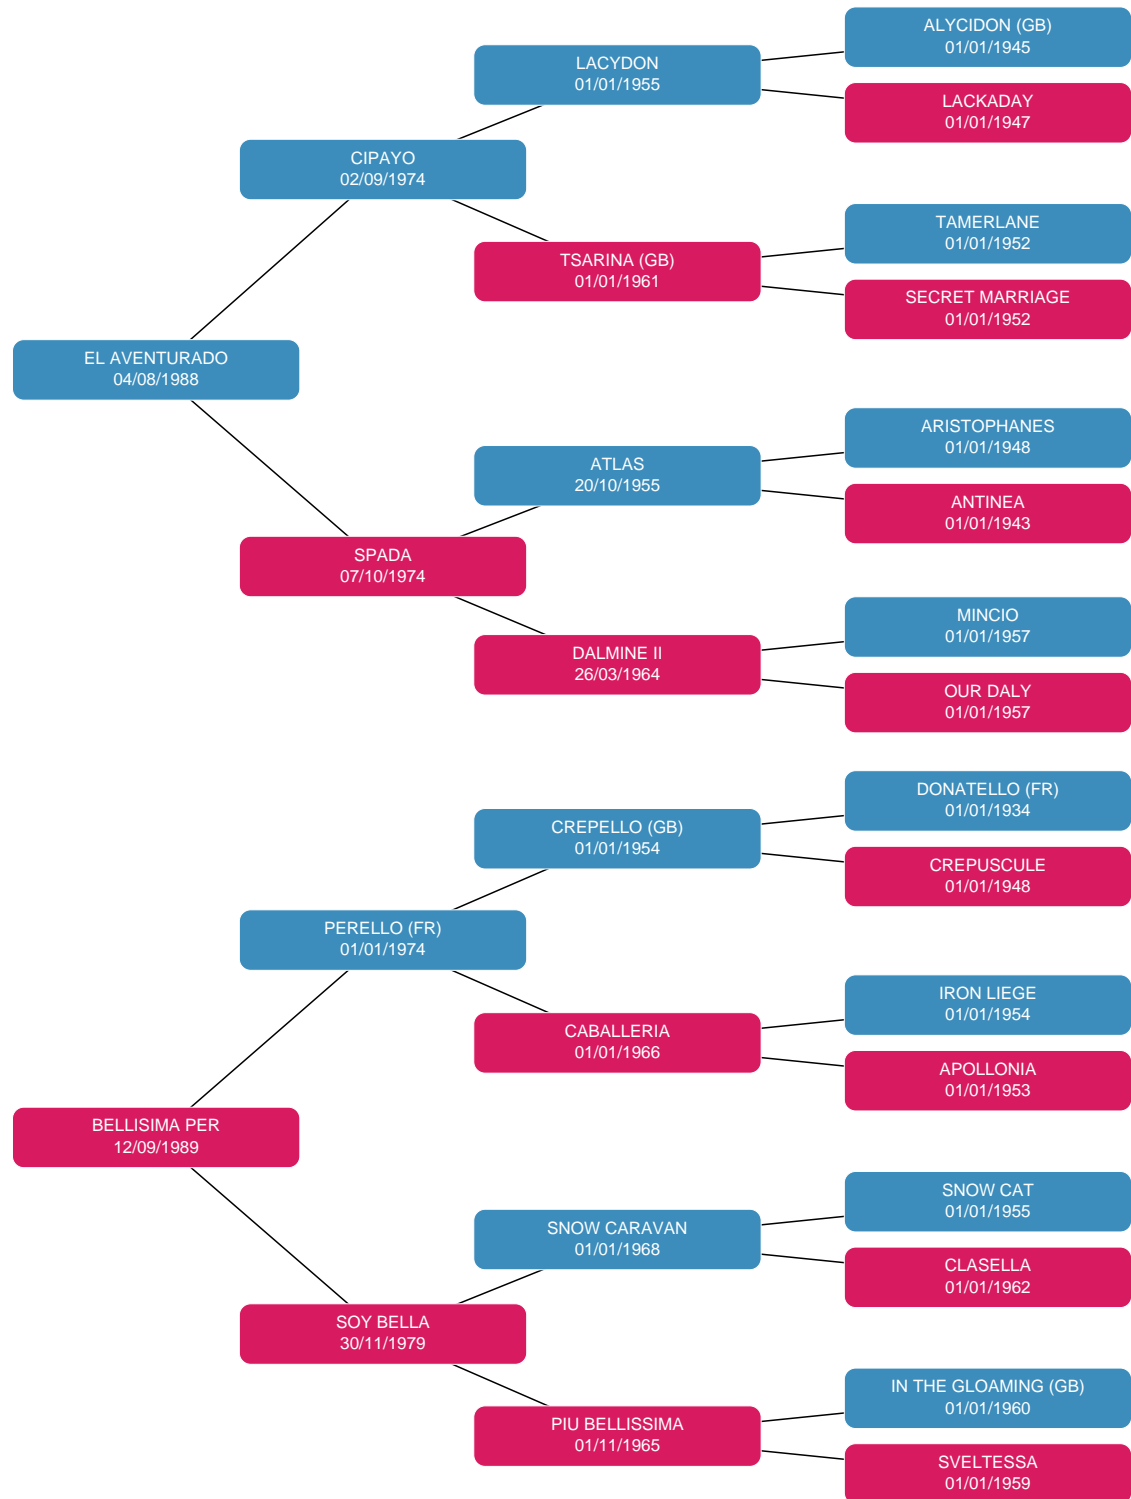 ALYCIDON (GB)
01/01/1945
LACYDON
01/01/1955
LACKADAY
01/01/1947
CIPAYO
02/09/1974
TAMERLANE
01/01/1952
TSARINA (GB)
01/01/1961
SECRET MARRIAGE
01/01/1952
EL AVENTURADO
04/08/1988
ARISTOPHANES
01/01/1948
ATLAS
20/10/1955
ANTINEA
01/01/1943
SPADA
07/10/1974
MINCIO
01/01/1957
DALMINE II
26/03/1964
OUR DALY
01/01/1957
DONATELLO (FR)
01/01/1934
CREPELLO (GB)
01/01/1954
CREPUSCULE
01/01/1948
PERELLO (FR)
01/01/1974
IRON LIEGE
01/01/1954
CABALLERIA
01/01/1966
APOLLONIA
01/01/1953
BELLISIMA PER
12/09/1989
SNOW CAT
01/01/1955
SNOW CARAVAN
01/01/1968
CLASELLA
01/01/1962
SOY BELLA
30/11/1979
IN THE GLOAMING (GB)
01/01/1960
PIU BELLISSIMA
01/11/1965
SVELTESSA
01/01/1959